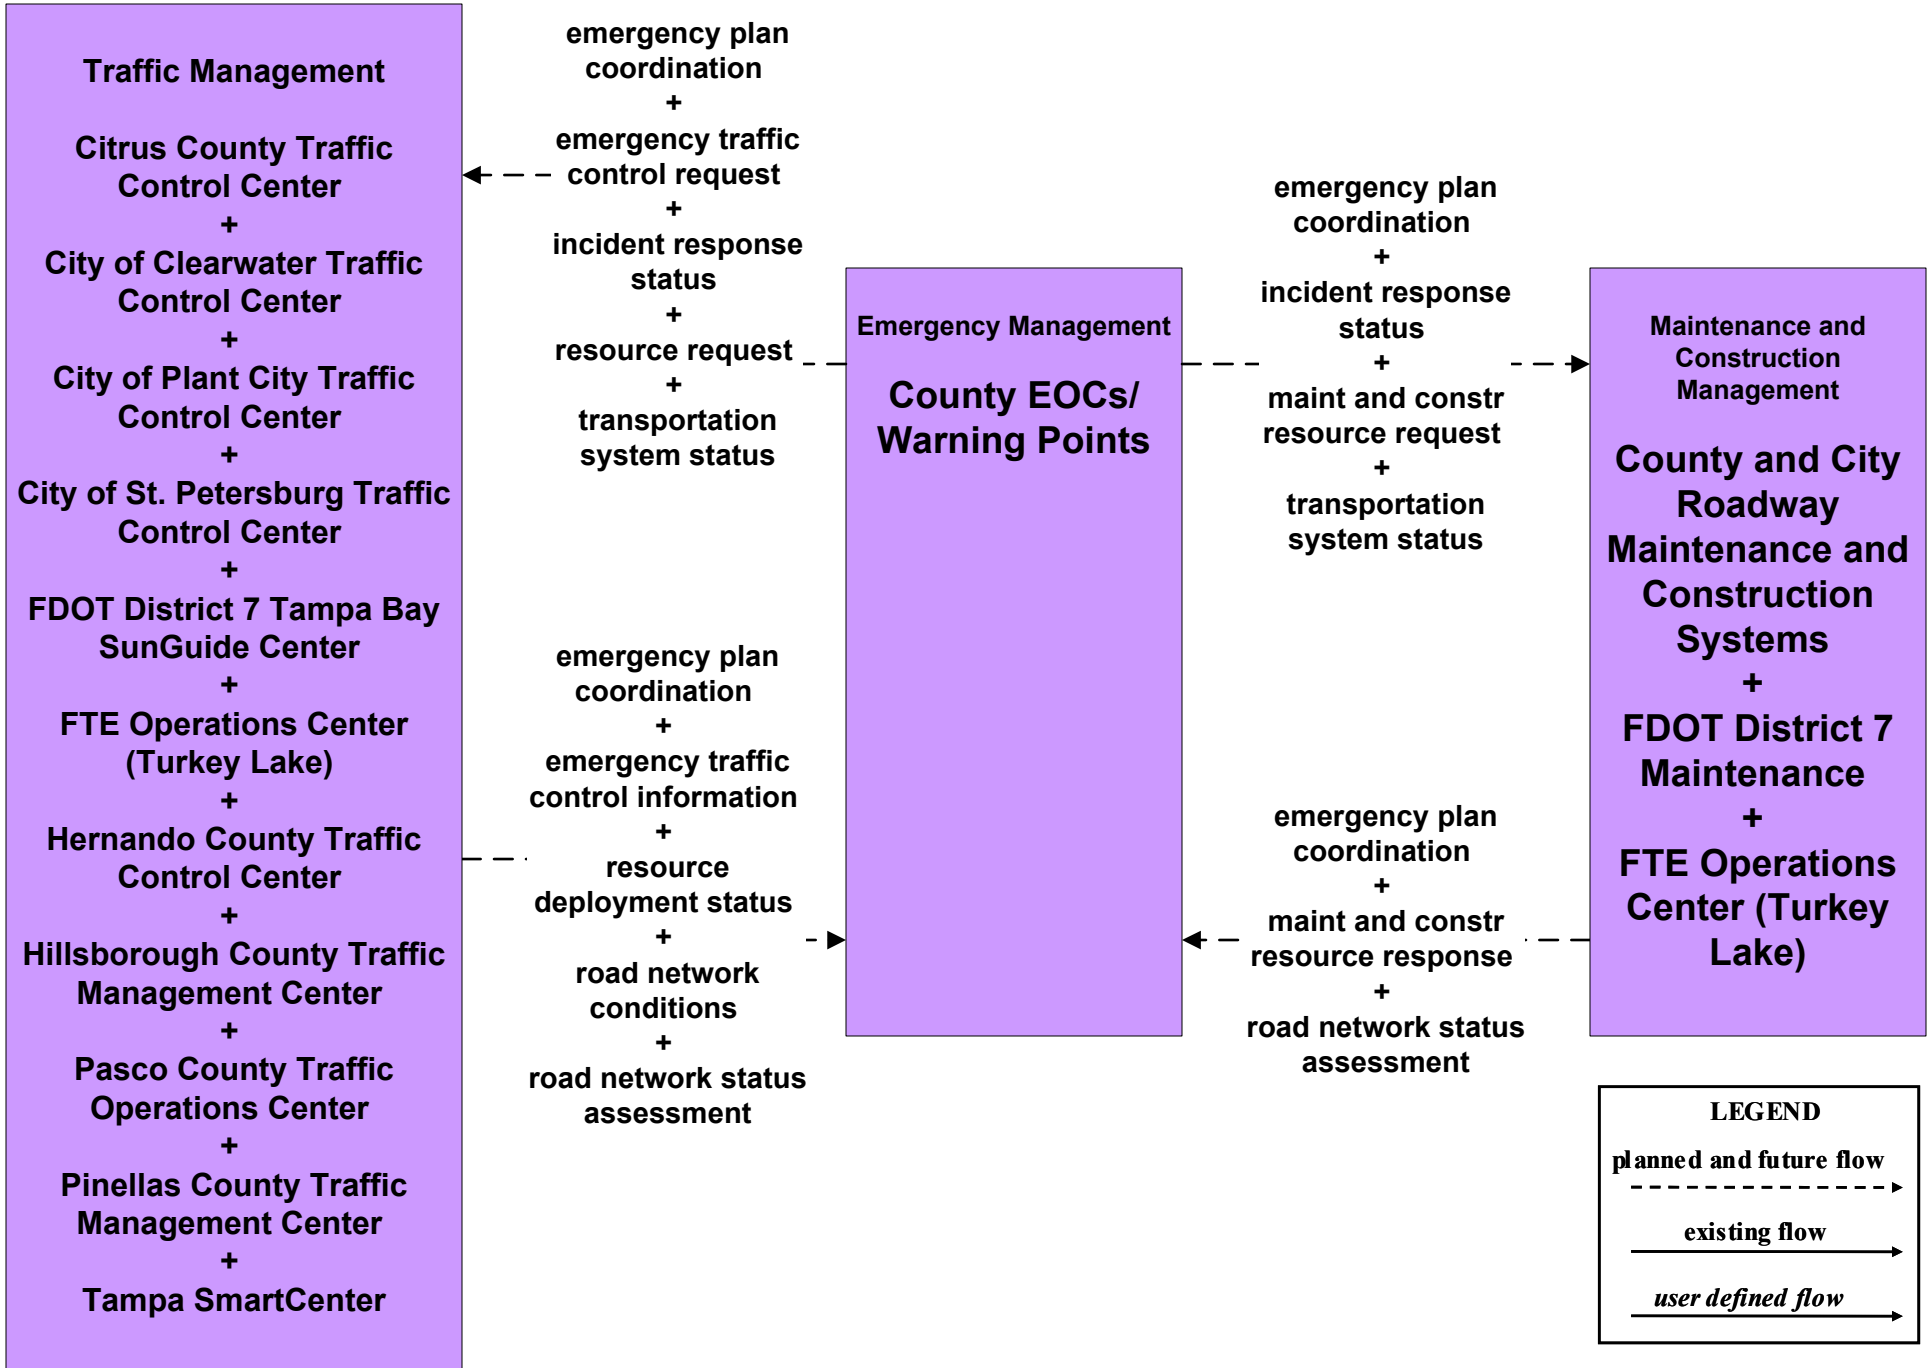 Traffic Management
Citrus County Traffic
Control Center
+
City of Clearwater Traffic
Control Center
+
City of Plant City Traffic
Control Center
+
City of St. Petersburg Traffic
Control Center
+
FDOT District 7 Tampa Bay
SunGuide Center
+
FTE Operations Center
(Turkey Lake)
+
Hernando County Traffic
Control Center
+
Hillsborough County Traffic
Management Center
+
Pasco County Traffic
Operations Center
+
Pinellas County Traffic
Management Center
+
Tampa SmartCenter
emergency plan
coordination
+
emergency traffic
control request
+
incident response
status
+
resource request
+
transportation
system status
emergency plan
coordination
+
emergency traffic
control information
+
resource
deployment status
+
road network
conditions
+
road network status
assessment
Emergency Management
County EOCs/
Warning Points
emergency plan
coordination
+
incident response
status
+
maint and constr
resource request
+
transportation
system status
emergency plan
coordination
+
maint and constr
resource response
+
road network status
assessment
Maintenance and
Construction
Management
County and City
Roadway
Maintenance and
Construction
Systems
+
FDOT District 7
Maintenance
+
FTE Operations
Center (Turkey
Lake)
LEGEND
planned and future flow
existing flow
user defined flow